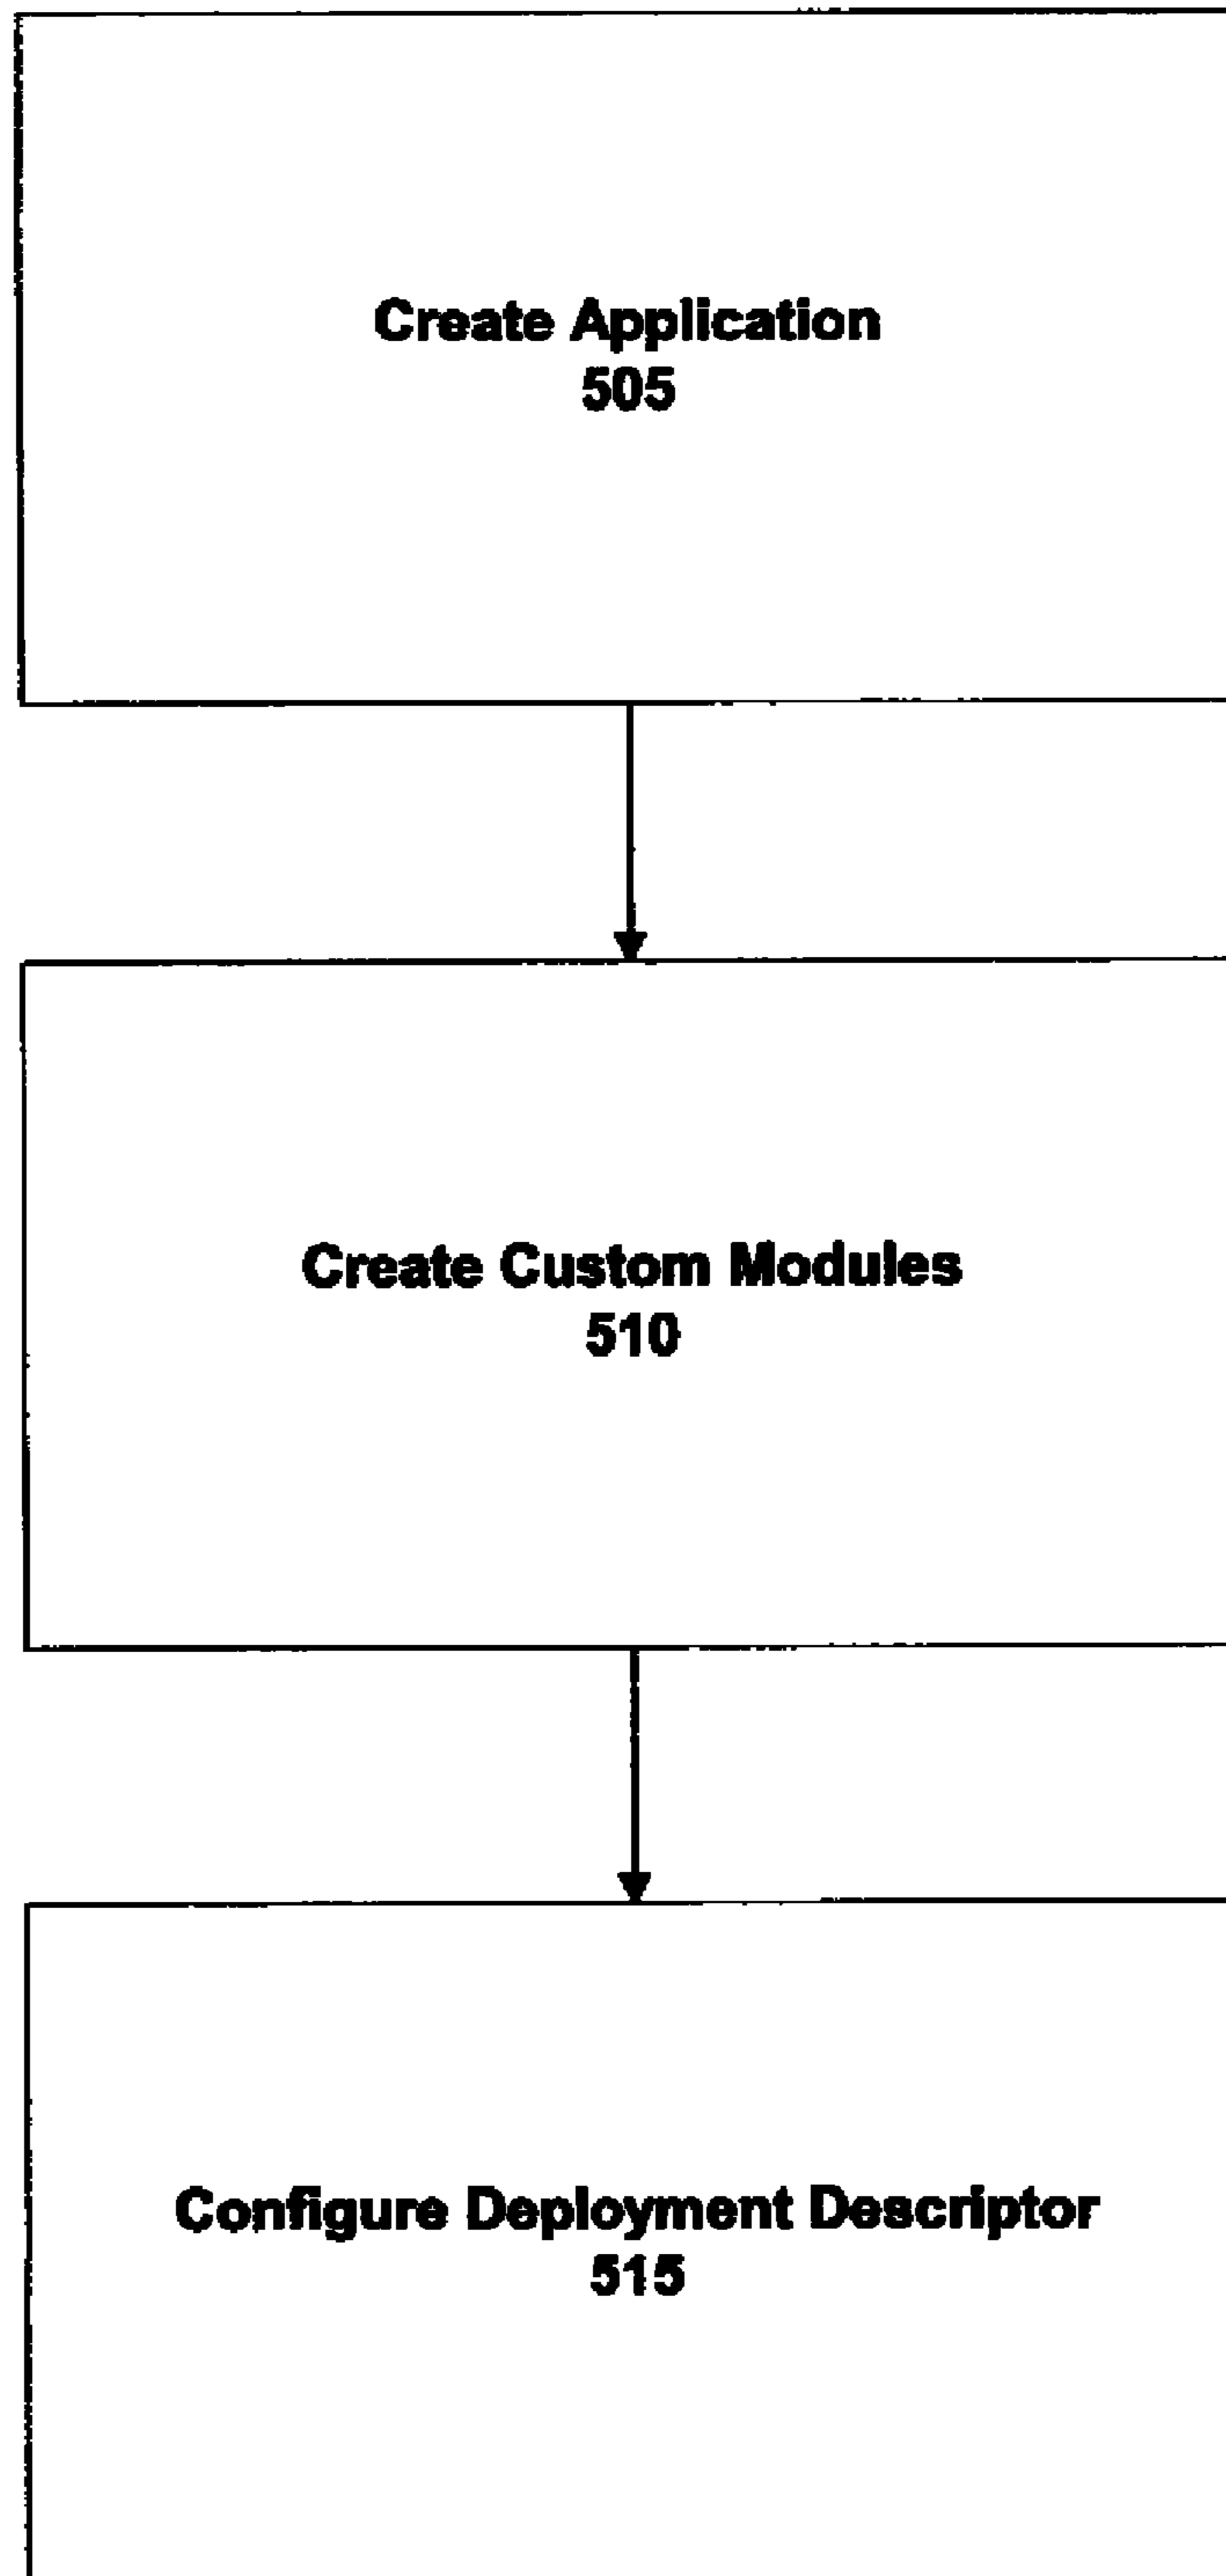 Create Application
505
Create Custom Modules
510
Configure Deployment Descriptor
515